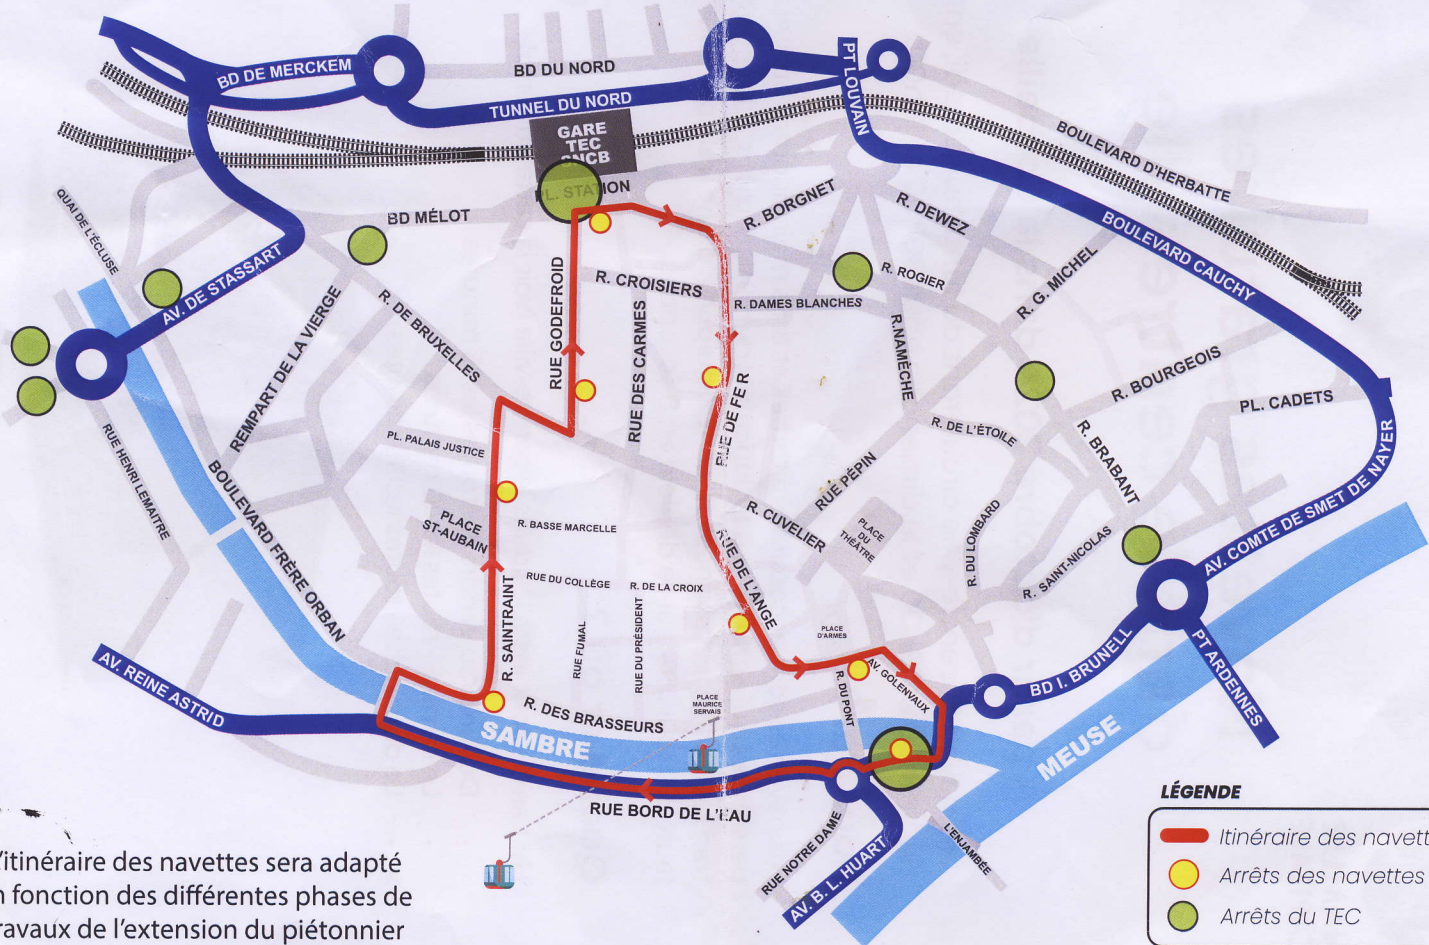 BD DE MERCKEM
BD DU NORD
PT LOUVAIN
TUNNEL DU NORD
GARE
TEC
SNCB
PL. STATION
BOULEVARD D'HERBATTE
QUAI DE L'ÉCLUSE
BD MÉLOT
R. BORGNET
R. DEWEZ
BOULEVARD CAUCHY
AV. DE STASSART
R. CROISIERS
R. ROGIER
R. G. MICHEL
R. DAMES BLANCHES
REMPART DE LA VIERGE
R. DE BRUXELLES
RUE GODEFROID
RUE DES CARMES
RUE DE FER
R. NAMÈCHE
R. BOURGEOIS
PL. CADETS
RUE HENRI LEMAITRE
PL. PALAIS JUSTICE
R. DE L'ÉTOILE
R. BRABANT
AV. COMTE DE SMET DE NAYER
BOULEVARD FRÈRE ORBAN
RUE PÉPIN
PLACE
ST-AUBAIN
R. BASSE MARCELLE
R. CUVELIER
PLACE
DU
THÉATRE
R. DU LOMBARD
R. SAINT-NICOLAS
RUE DU COLLÈGE
R. DE LA CROIX
RUE DE L'ANGE
R. SAINTRAINT
RUE FUMAL
RUE DU PRÉSIDENT
PLACE
D'ARMES
AV. REINE ASTRID
R. DES BRASSEURS
PLACE
MAURICE
SERVAIS
R. DU PONT
AV. GOLENVAUX
BD I. BRUNELL
PT ARDENNES
SAMBRE
MEUSE
RUE BORD DE L'EAU
RUE NOTRE DAME
AV. B. L. HUART
L'ENJAMBÉE
'itinéraire des navettes sera adapté
n fonction des différentes phases de
ravaux de l'extension du piétonnier
LÉGENDE
Itinéraire des navett
Arrêts des navettes
Arrêts du TEC